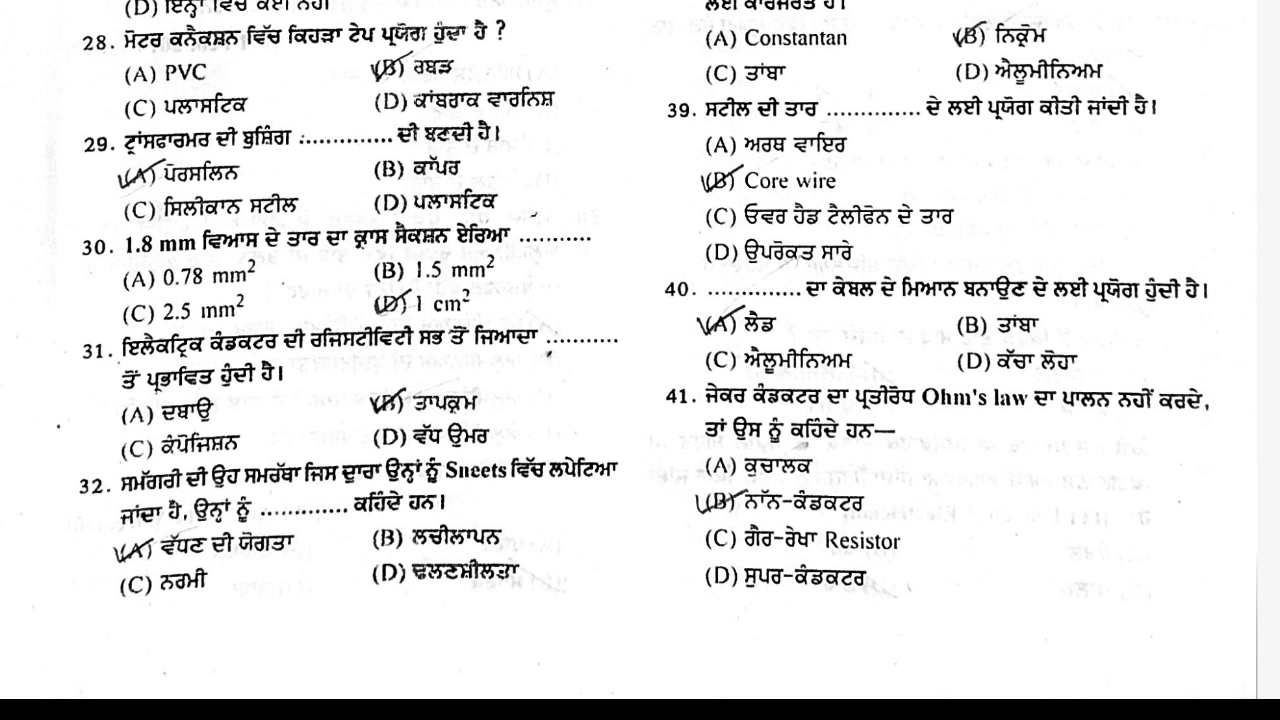 (D) ਇਨ੍ਹਾਂ ਵਿੱਚ ਕੋਈ ਨਹੀਂ
28. ਮੋਟਰ ਕਨੈਕਸ਼ਨ ਵਿੱਚ ਕਿਹੜਾ ਟੇਪ ਪ੍ਰਯੋਗ ਹੁੰਦਾ ਹੈ ?
(A) PVC (B) ਰਬੜ
(C) ਪਲਾਸਟਿਕ (D) ਕਾਂਬਰਾਕ ਵਾਰਨਿਸ਼
29. ਟ੍ਰਾਂਸਫਾਰਮਰ ਦੀ ਬੁਸ਼ਿੰਗ :............. ਦੀ ਬਣਦੀ ਹੈ।
(A) ਪੋਰਸਲਿਨ (B) ਕਾੱਪਰ
(C) ਸਿਲੀਕਾਨ ਸਟੀਲ (D) ਪਲਾਸਟਿਕ
30. 1.8 mm ਵਿਆਸ ਦੇ ਤਾਰ ਦਾ ਕ੍ਰਾਸ ਸੈਕਸ਼ਨ ਏਰਿਆ ...........
(A) 0.78 mm² (B) 1.5 mm²
(C) 2.5 mm² (D) 1 cm²
31. ਇਲੈਕਟ੍ਰਿਕ ਕੰਡਕਟਰ ਦੀ ਰਜਿਸਟੀਵਿਟੀ ਸਭ ਤੋਂ ਜਿਆਦਾ ...........
ਤੋਂ ਪ੍ਰਭਾਵਿਤ ਹੁੰਦੀ ਹੈ।
(A) ਦਬਾਉ (B) ਤਾਪਕ੍ਰਮ
(C) ਕੰਪੋਜਿਸ਼ਨ (D) ਵੱਧ ਉਮਰ
32. ਸਮੱਗਰੀ ਦੀ ਉਹ ਸਮਰੱਥਾ ਜਿਸ ਦੁਾਰਾ ਉਨ੍ਹਾਂ ਨੂੰ Sneets ਵਿੱਚ ਲਪੇਟਿਆ
ਜਾਂਦਾ ਹੈ, ਉਨ੍ਹਾਂ ਨੂੰ ............. ਕਹਿੰਦੇ ਹਨ।
(A) ਵੱਧਣ ਦੀ ਯੋਗਤਾ (B) ਲਚੀਲਾਪਨ
(C) ਨਰਮੀ (D) ਢਲਣਸ਼ੀਲਤਾ
ਲਈ ਕਾਰਜਰਤ ਹੈ।
(A) Constantan (B) ਨਿਕ੍ਰੋਮ
(C) ਤਾਂਬਾ (D) ਐਲੂਮੀਨਿਅਮ
39. ਸਟੀਲ ਦੀ ਤਾਰ .............. ਦੇ ਲਈ ਪ੍ਰਯੋਗ ਕੀਤੀ ਜਾਂਦੀ ਹੈ।
(A) ਅਰਥ ਵਾਇਰ
(B) Core wire
(C) ਓਵਰ ਹੈਡ ਟੈਲੀਫੋਨ ਦੇ ਤਾਰ
(D) ਉਪਰੋਕਤ ਸਾਰੇ
40. .............. ਦਾ ਕੇਬਲ ਦੇ ਮਿਆਨ ਬਨਾਉਣ ਦੇ ਲਈ ਪ੍ਰਯੋਗ ਹੁੰਦੀ ਹੈ।
(A) ਲੈਡ (B) ਤਾਂਬਾ
(C) ਐਲੂਮੀਨਿਅਮ (D) ਕੱਚਾ ਲੋਹਾ
41. ਜੇਕਰ ਕੰਡਕਟਰ ਦਾ ਪ੍ਰਤੀਰੋਧ Ohm's law ਦਾ ਪਾਲਨ ਨਹੀਂ ਕਰਦੇ,
ਤਾਂ ਉਸ ਨੂੰ ਕਹਿੰਦੇ ਹਨ—
(A) ਕੁਚਾਲਕ
(B) ਨਾੱਨ-ਕੰਡਕਟਰ
(C) ਗੈਰ-ਰੇਖਾ Resistor
(D) ਸੁਪਰ-ਕੰਡਕਟਰ